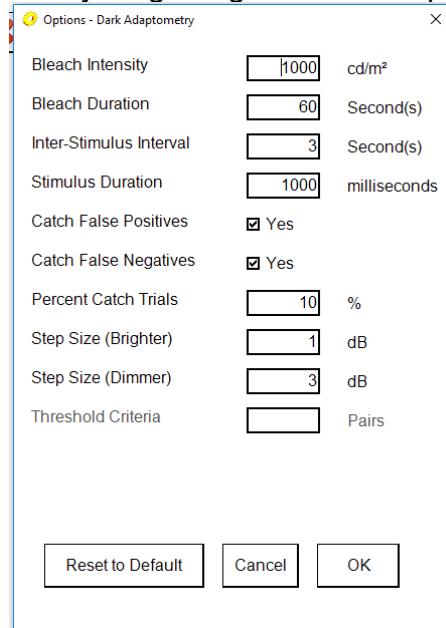 Options - Dark Adaptometry
Bleach Intensity 1000 cd/m²
Bleach Duration 60 Second(s)
Inter-Stimulus Interval 3 Second(s)
Stimulus Duration 1000 milliseconds
Catch False Positives Yes
Catch False Negatives Yes
Percent Catch Trials 10 %
Step Size (Brighter) 1 dB
Step Size (Dimmer) 3 dB
Threshold Criteria Pairs
Reset to Default Cancel OK